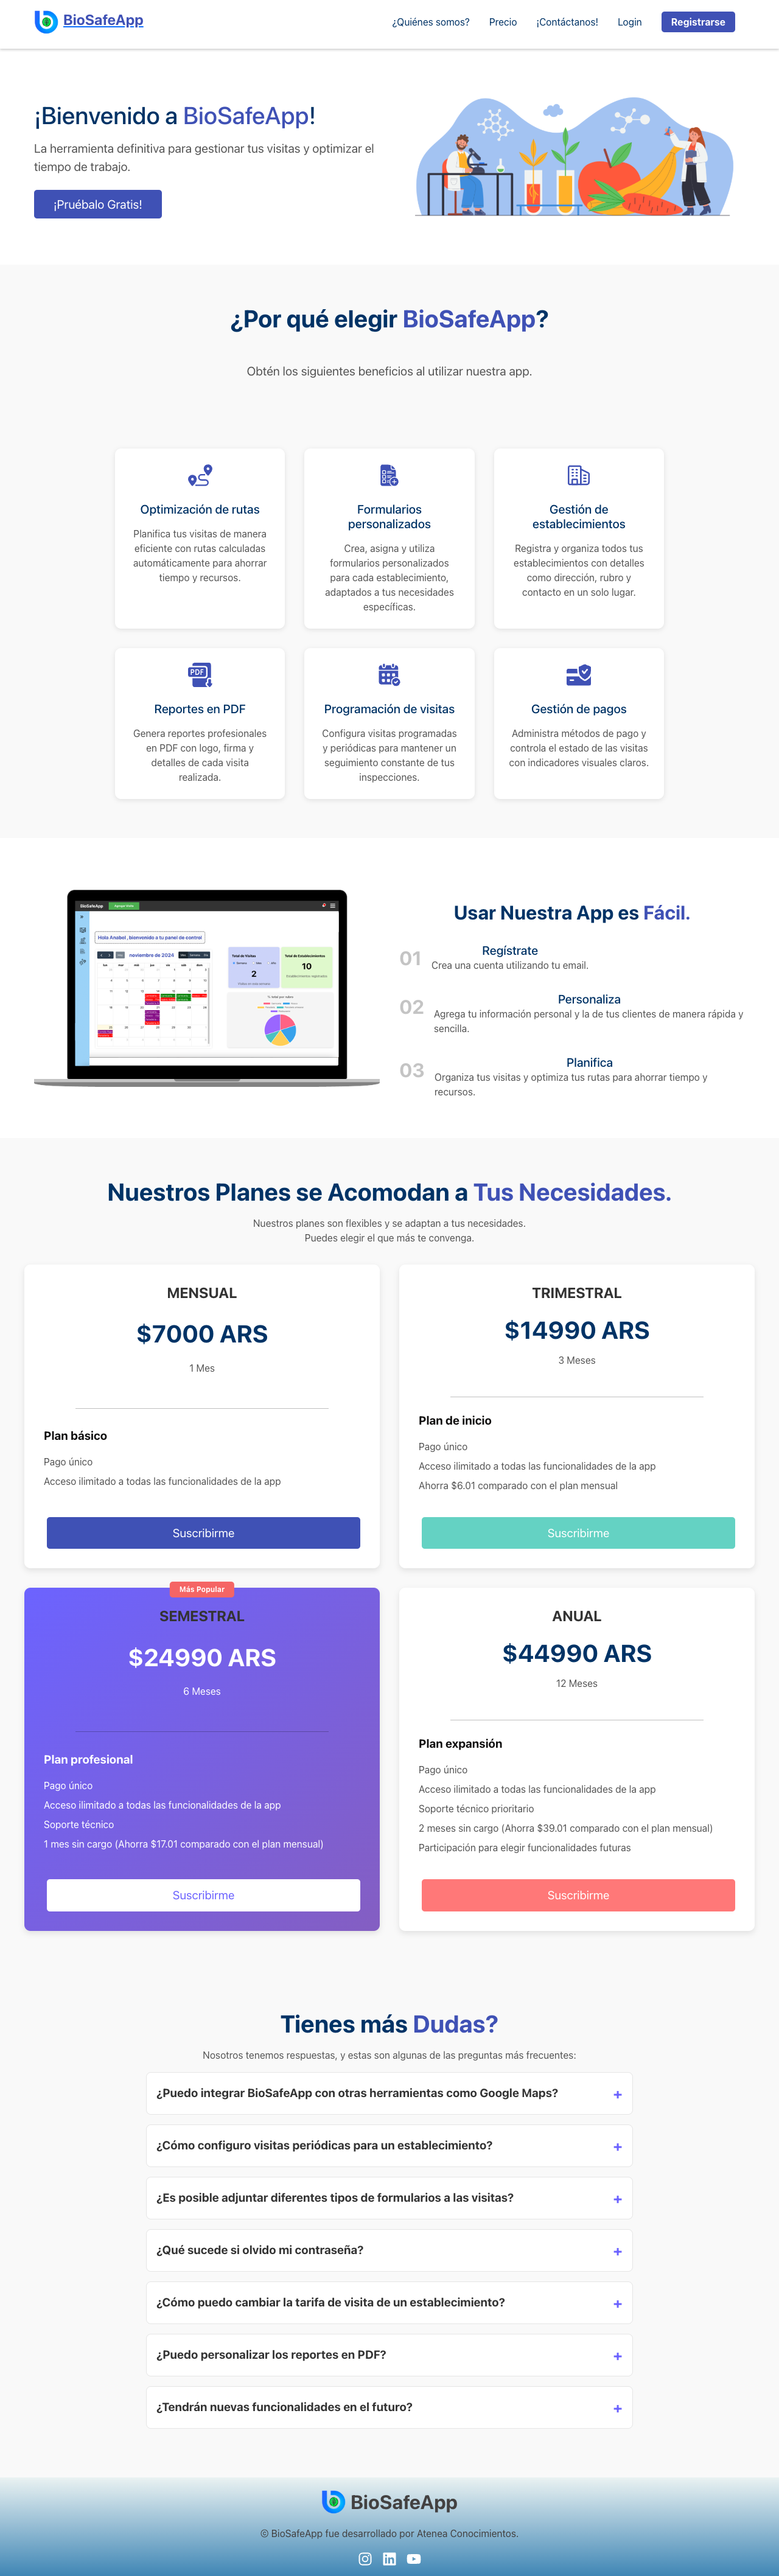 BioSafeApp
¿Quiénes somos?
Precio
¡Contáctanos!
Login
Registrarse
¡Bienvenido a BioSafeApp!
La herramienta definitiva para gestionar tus visitas y optimizar el
tiempo de trabajo.
¡Pruébalo Gratis!
¿Por qué elegir BioSafeApp?
Obtén los siguientes beneficios al utilizar nuestra app.
Optimización de rutas
Planifica tus visitas de manera
eficiente con rutas calculadas
automáticamente para ahorrar
tiempo y recursos.
Formularios
personalizados
Crea, asigna y utiliza
formularios personalizados
para cada establecimiento,
adaptados a tus necesidades
específicas.
Gestión de
establecimientos
Registra y organiza todos tus
establecimientos con detalles
como dirección, rubro y
contacto en un solo lugar.
PDF
Reportes en PDF
Genera reportes profesionales
en PDF con logo, firma y
detalles de cada visita
realizada.
Programación de visitas
Configura visitas programadas
y periódicas para mantener un
seguimiento constante de tus
inspecciones.
Gestión de pagos
Administra métodos de pago y
controla el estado de las visitas
con indicadores visuales claros.
BioSafeApp
Hola Anabel, bienvenido a tu panel de control
noviembre de 2024
Total de Visitas
2
Total de Establecimientos
10
Usar Nuestra App es Fácil.
01
Regístrate
Crea una cuenta utilizando tu email.
02
Personaliza
Agrega tu información personal y la de tus clientes de manera rápida y
sencilla.
03
Planifica
Organiza tus visitas y optimiza tus rutas para ahorrar tiempo y
recursos.
Nuestros Planes se Acomodan a Tus Necesidades.
Nuestros planes son flexibles y se adaptan a tus necesidades.
Puedes elegir el que más te convenga.
MENSUAL
$7000 ARS
1 Mes
Plan básico
Pago único
Acceso ilimitado a todas las funcionalidades de la app
Suscribirme
TRIMESTRAL
$14990 ARS
3 Meses
Plan de inicio
Pago único
Acceso ilimitado a todas las funcionalidades de la app
Ahorra $6.01 comparado con el plan mensual
Suscribirme
Más Popular
SEMESTRAL
$24990 ARS
6 Meses
Plan profesional
Pago único
Acceso ilimitado a todas las funcionalidades de la app
Soporte técnico
1 mes sin cargo (Ahorra $17.01 comparado con el plan mensual)
Suscribirme
ANUAL
$44990 ARS
12 Meses
Plan expansión
Pago único
Acceso ilimitado a todas las funcionalidades de la app
Soporte técnico prioritario
2 meses sin cargo (Ahorra $39.01 comparado con el plan mensual)
Participación para elegir funcionalidades futuras
Suscribirme
Tienes más Dudas?
Nosotros tenemos respuestas, y estas son algunas de las preguntas más frecuentes:
¿Puedo integrar BioSafeApp con otras herramientas como Google Maps? +
¿Cómo configuro visitas periódicas para un establecimiento? +
¿Es posible adjuntar diferentes tipos de formularios a las visitas? +
¿Qué sucede si olvido mi contraseña? +
¿Cómo puedo cambiar la tarifa de visita de un establecimiento? +
¿Puedo personalizar los reportes en PDF? +
¿Tendrán nuevas funcionalidades en el futuro? +
BioSafeApp
© BioSafeApp fue desarrollado por Atenea Conocimientos.